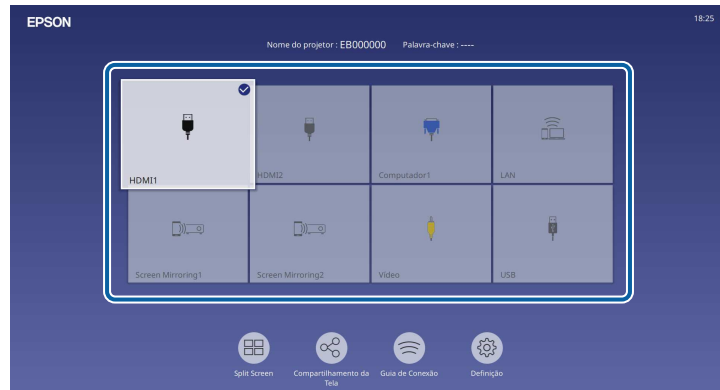 EPSON
18:25
Nome do projetor : EB000000 Palavra-chave : ----
HDMI1
HDMI2
Computador1
LAN
Screen Mirroring1
Screen Mirroring2
Vídeo
USB
Split Screen
Compartilhamento da
Tela
Guia de Conexão
Definição